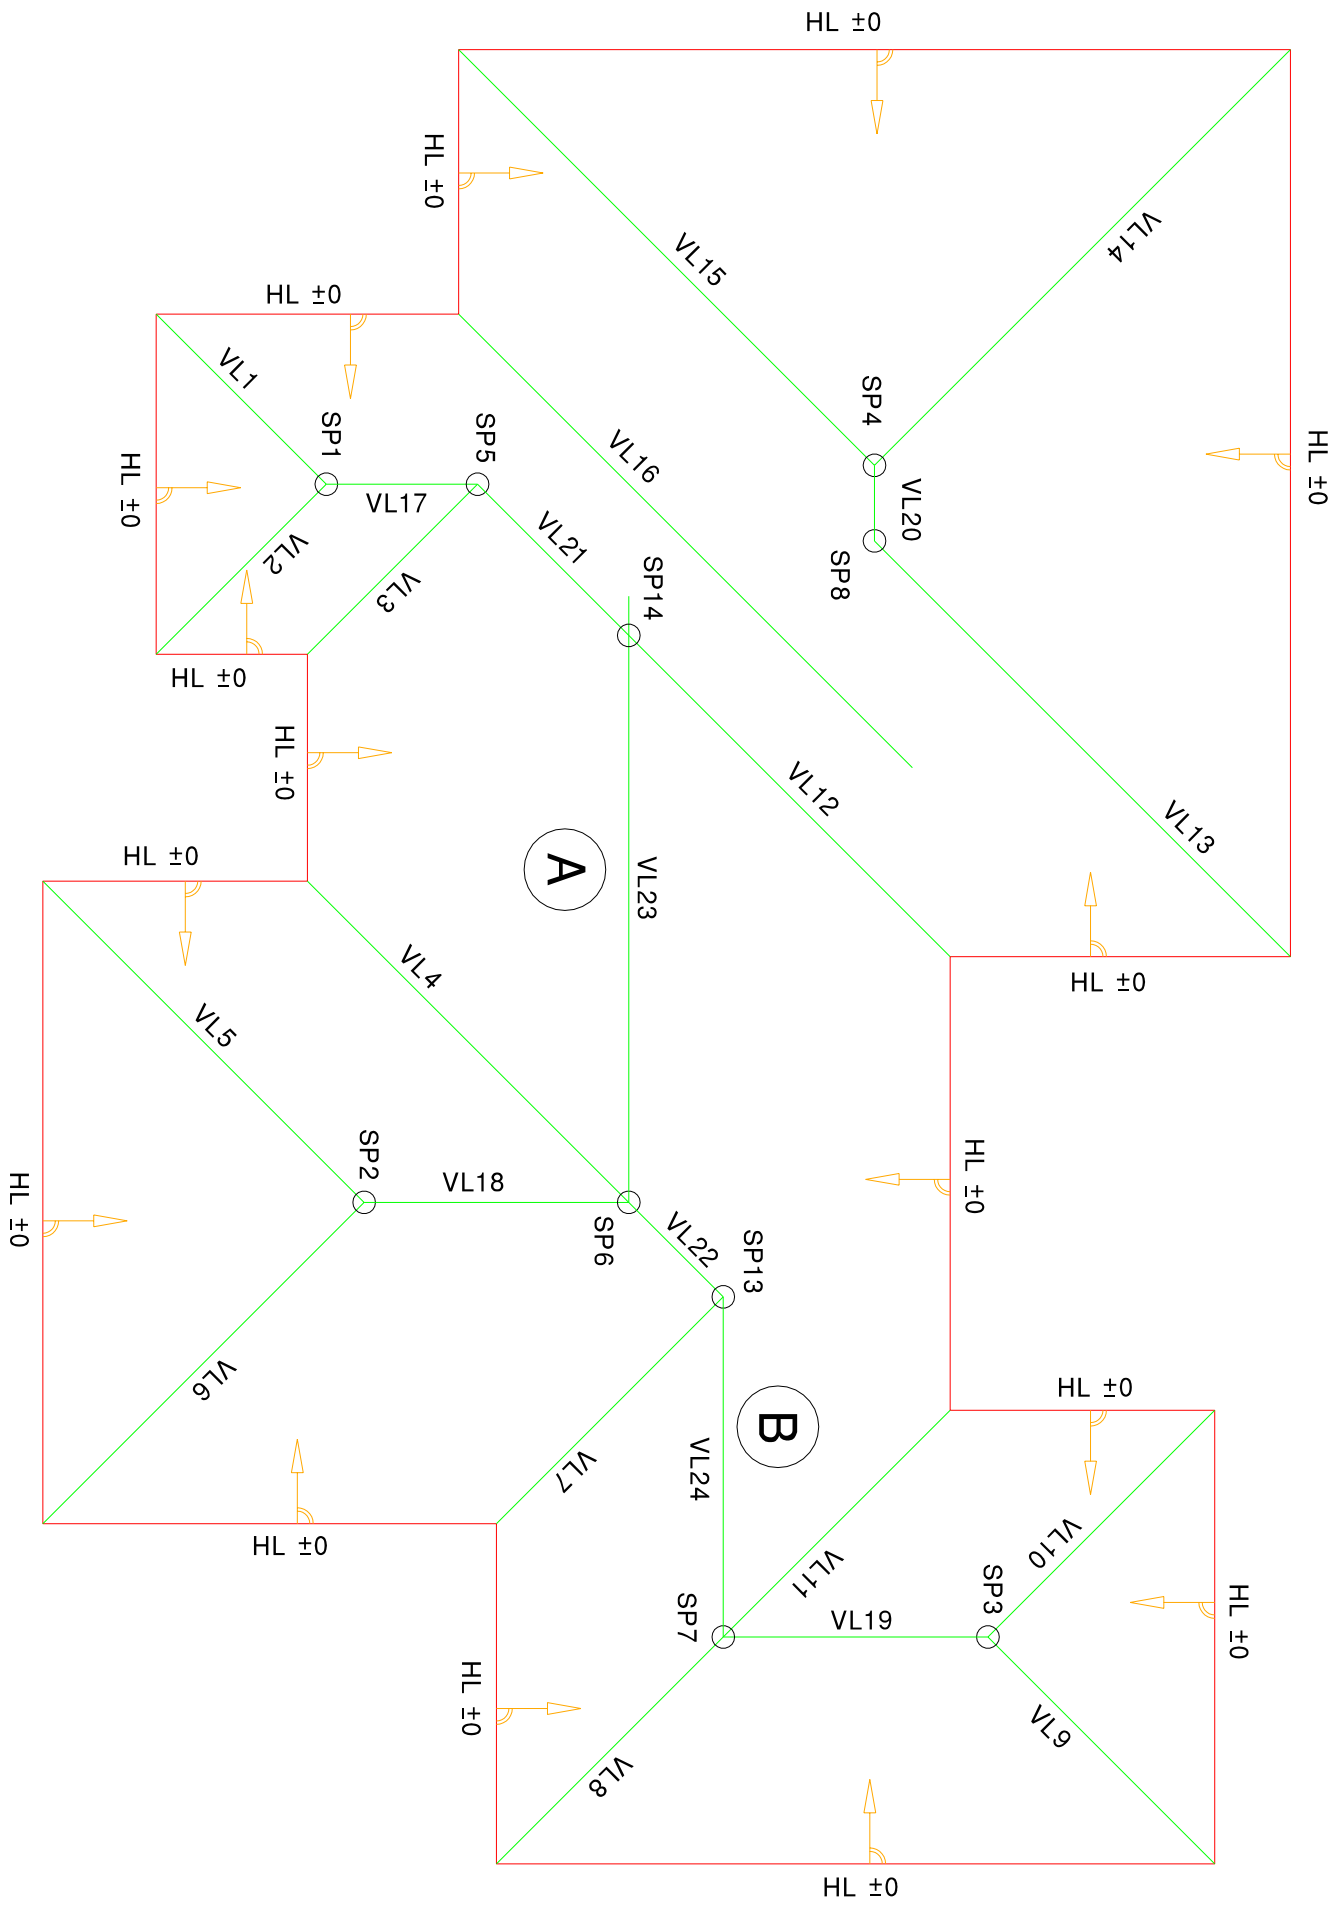 HL ±0
HL ±0
VL14
VL15
HL ±0
VL1
SP4
SP1
SP5
VL16
HL ±0
HL ±0
VL17
VL20
VL21
VL2
SP8
SP14
VL3
HL ±0
HL ±0
VL12
VL13
HL ±0
A
VL23
VL4
HL ±0
VL5
SP2
VL18
HL ±0
HL ±0
SP6
VL22
SP13
VL6
HL ±0
B
VL24
VL7
HL ±0
VL10
VL11
SP3
SP7
VL19
HL ±0
HL ±0
VL9
VL8
HL ±0